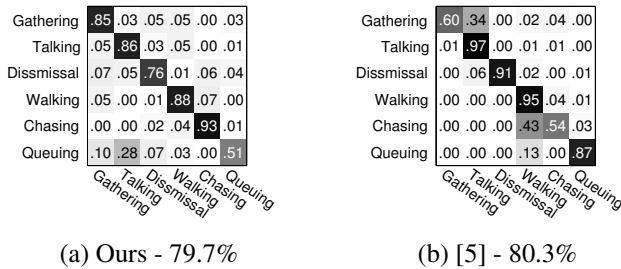 Gathering .85 .03 .05 .05 .00 .03
Talking .05 .86 .03 .05 .00 .01
Dissmissal .07 .05 .76 .01 .06 .04
Walking .05 .00 .01 .88 .07 .00
Chasing .00 .00 .02 .04 .93 .01
Queuing .10 .28 .07 .03 .00 .51
Gathering Talking Dissmissal Walking Chasing Queuing
(a) Ours - 79.7%
Gathering .60 .34 .00 .02 .04 .00
Talking .01 .97 .00 .01 .01 .00
Dissmissal .00 .06 .91 .02 .00 .01
Walking .00 .00 .00 .95 .04 .01
Chasing .00 .00 .00 .43 .54 .03
Queuing .00 .00 .00 .13 .00 .87
Gathering Talking Dissmissal Walking Chasing Queuing
(b) [5] - 80.3%